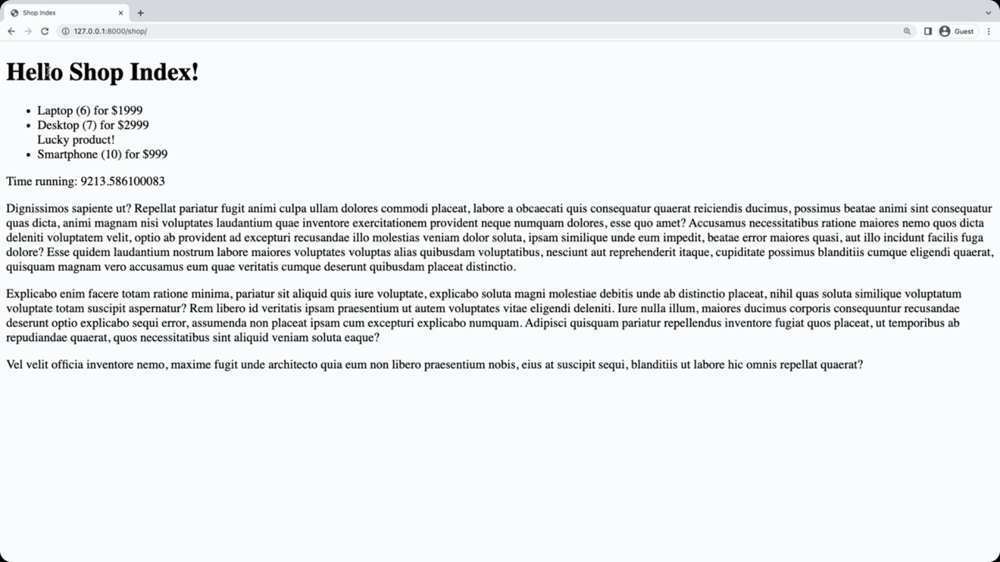 Shop Index
127.0.0.1:8000/shop/
Guest
Hello Shop Index!
• Laptop (6) for $1999
• Desktop (7) for $2999
Lucky product!
• Smartphone (10) for $999
Time running: 9213.586100083
Dignissimos sapiente ut? Repellat pariatur fugit animi culpa ullam dolores commodi placeat, labore a obcaecati quis consequatur quaerat reiciendis ducimus, possimus beatae animi sint consequatur
quas dicta, animi magnam nisi voluptates laudantium quae inventore exercitationem provident neque numquam dolores, esse quo amet? Accusamus necessitatibus ratione maiores nemo quos dicta
deleniti voluptatem velit, optio ab provident ad excepturi recusandae illo molestias veniam dolor soluta, ipsam similique unde eum impedit, beatae error maiores quasi, aut illo incidunt facilis fuga
dolore? Esse quidem laudantium nostrum labore maiores voluptates voluptas alias quibusdam voluptatibus, nesciunt aut reprehenderit itaque, cupiditate possimus blanditiis cumque eligendi quaerat,
quisquam magnam vero accusamus eum quae veritatis cumque deserunt quibusdam placeat distinctio.
Explicabo enim facere totam ratione minima, pariatur sit aliquid quis iure voluptate, explicabo soluta magni molestiae debitis unde ab distinctio placeat, nihil quas soluta similique voluptatum
voluptate totam suscipit aspernatur? Rem libero id veritatis ipsam praesentium ut autem voluptates vitae eligendi deleniti. Iure nulla illum, maiores ducimus corporis consequuntur recusandae
deserunt optio explicabo sequi error, assumenda non placeat ipsam cum excepturi explicabo numquam. Adipisci quisquam pariatur repellendus inventore fugiat quos placeat, ut temporibus ab
repudiandae quaerat, quos necessitatibus sint aliquid veniam soluta eaque?
Vel velit officia inventore nemo, maxime fugit unde architecto quia eum non libero praesentium nobis, eius at suscipit sequi, blanditiis ut labore hic omnis repellat quaerat?